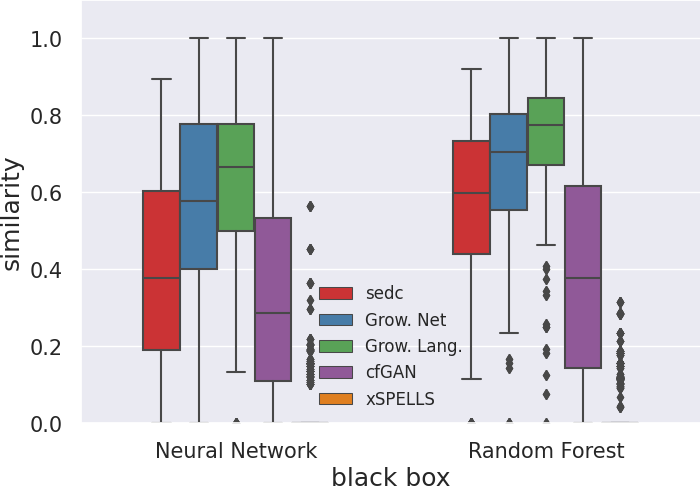 1.0
0.8
0.6
0.4
0.2
0.0
similarity
sedc
Grow. Net
Grow. Lang.
cfGAN
xSPELLS
Neural Network
Random Forest
black box